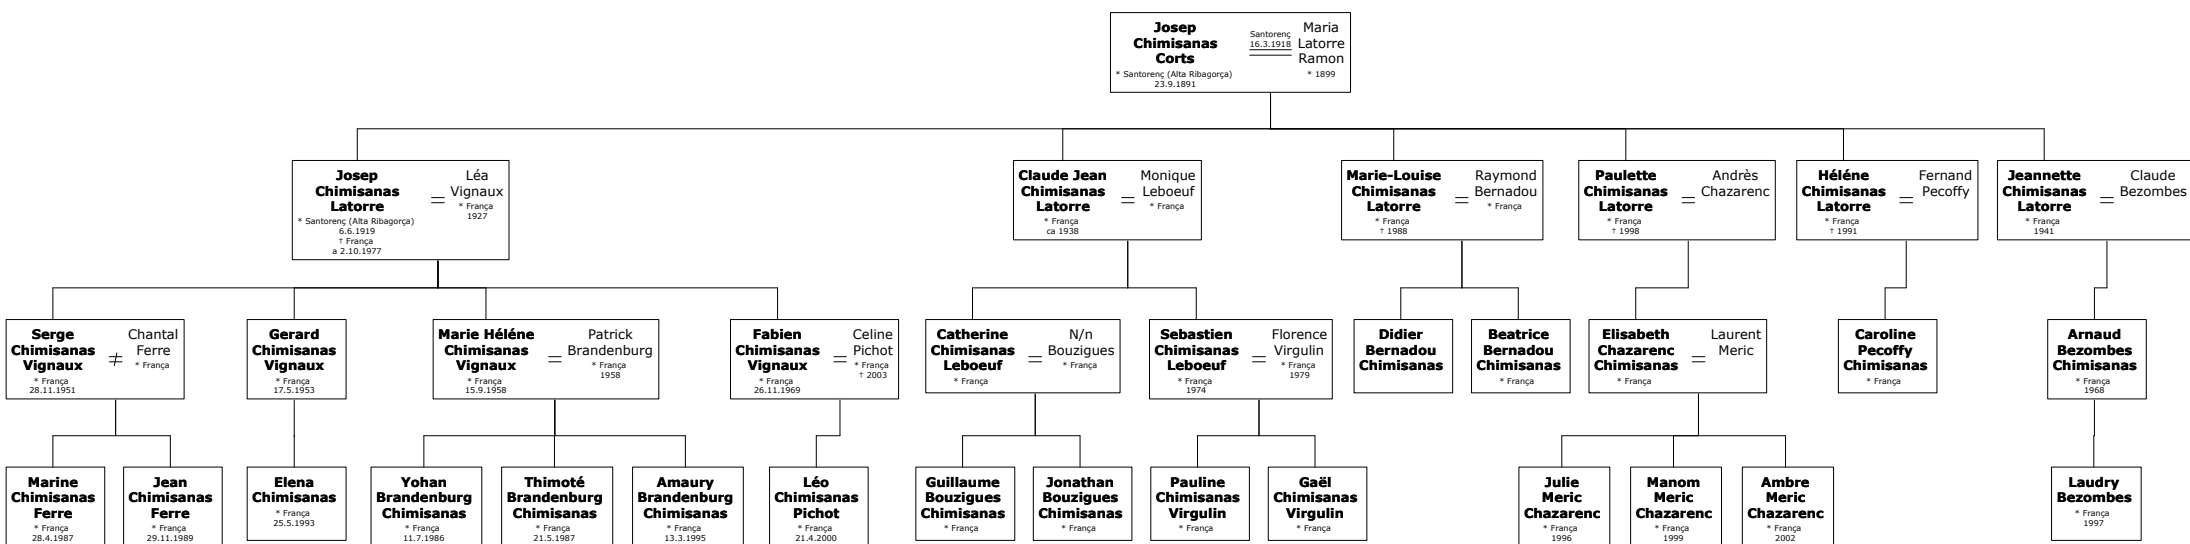 Josep
Chimisanas
Corts
* Santorenç (Alta Ribagorça)
23.9.1891
Santorenç
16.3.1918
Maria
Latorre
Ramon
* 1899
Josep
Chimisanas
Latorre
* Santorenç (Alta Ribagorça)
6.6.1919
† França
a 2.10.1977
=
Léa
Vignaux
* França
1927
Claude Jean
Chimisanas
Latorre
* França
ca 1938
=
Monique
Leboeuf
* França
Marie-Louise
Chimisanas
Latorre
* França
† 1988
=
Raymond
Bernadou
* França
Paulette
Chimisanas
Latorre
* França
† 1998
=
Andrès
Chazarenc
Héléne
Chimisanas
Latorre
* França
† 1991
=
Fernand
Pecoffy
Jeannette
Chimisanas
Latorre
* França
1941
=
Claude
Bezombes
Serge
Chimisanas
Vignaux
* França
28.11.1951
≠
Chantal
Ferre
* França
Gerard
Chimisanas
Vignaux
* França
17.5.1953
Marie Héléne
Chimisanas
Vignaux
* França
15.9.1958
=
Patrick
Brandenburg
* França
1958
Fabien
Chimisanas
Vignaux
* França
26.11.1969
=
Celine
Pichot
* França
† 2003
Catherine
Chimisanas
Leboeuf
* França
=
N/n
Bouzigues
* França
Sebastien
Chimisanas
Leboeuf
* França
1974
=
Florence
Virgulin
* França
1979
Didier
Bernadou
Chimisanas
Beatrice
Bernadou
Chimisanas
* França
Elisabeth
Chazarenc
Chimisanas
* França
=
Laurent
Meric
Caroline
Pecoffy
Chimisanas
* França
Arnaud
Bezombes
Chimisanas
* França
1968
Marine
Chimisanas
Ferre
* França
28.4.1987
Jean
Chimisanas
Ferre
* França
29.11.1989
Elena
Chimisanas
* França
25.5.1993
Yohan
Brandenburg
Chimisanas
* França
11.7.1986
Thimoté
Brandenburg
Chimisanas
* França
21.5.1987
Amaury
Brandenburg
Chimisanas
* França
13.3.1995
Léo
Chimisanas
Pichot
* França
21.4.2000
Guillaume
Bouzigues
Chimisanas
* França
Jonathan
Bouzigues
Chimisanas
* França
Pauline
Chimisanas
Virgulin
* França
Gaël
Chimisanas
Virgulin
* França
Julie
Meric
Chazarenc
* França
1996
Manom
Meric
Chazarenc
* França
1999
Ambre
Meric
Chazarenc
* França
2002
Laudry
Bezombes
* França
1997